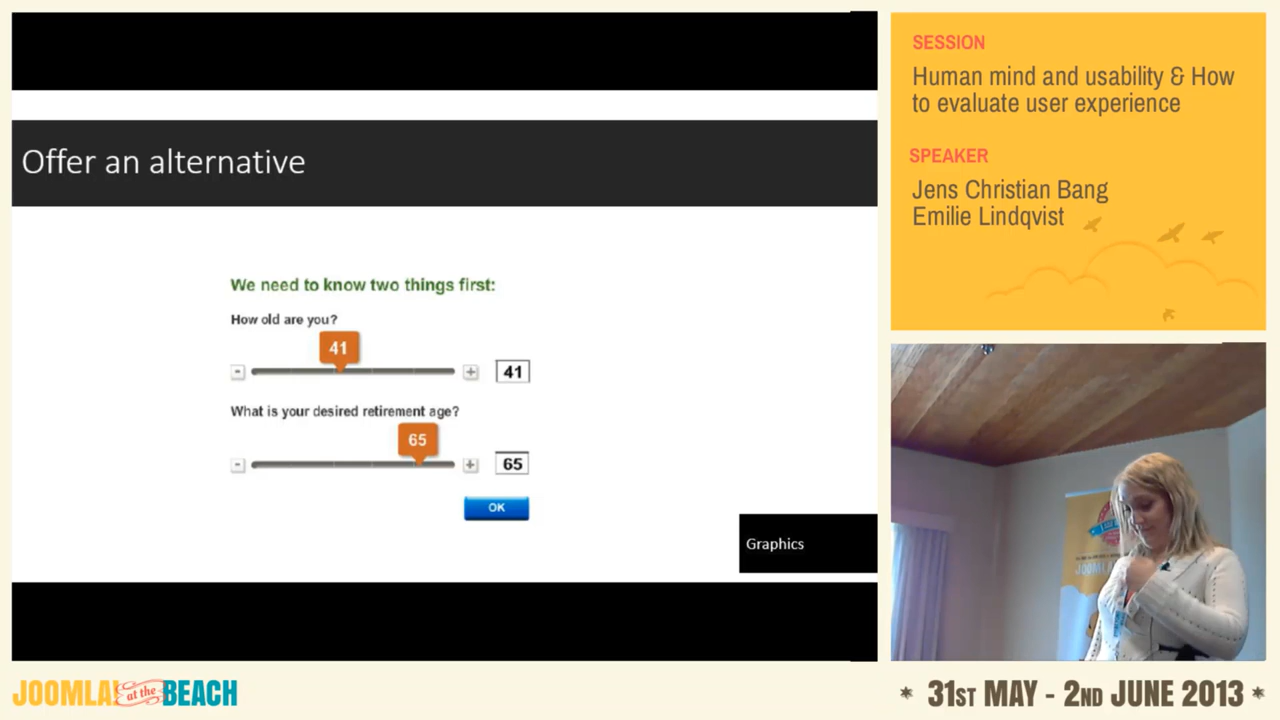 Offer an alternative
We need to know two things first:
How old are you?
41
- + 41
What is your desired retirement age?
65
- + 65
OK
Graphics
SESSION
Human mind and usability & How
to evaluate user experience
SPEAKER
Jens Christian Bang
Emilie Lindqvist
JOOMLA! at the BEACH
* 31ST MAY - 2ND JUNE 2013 *